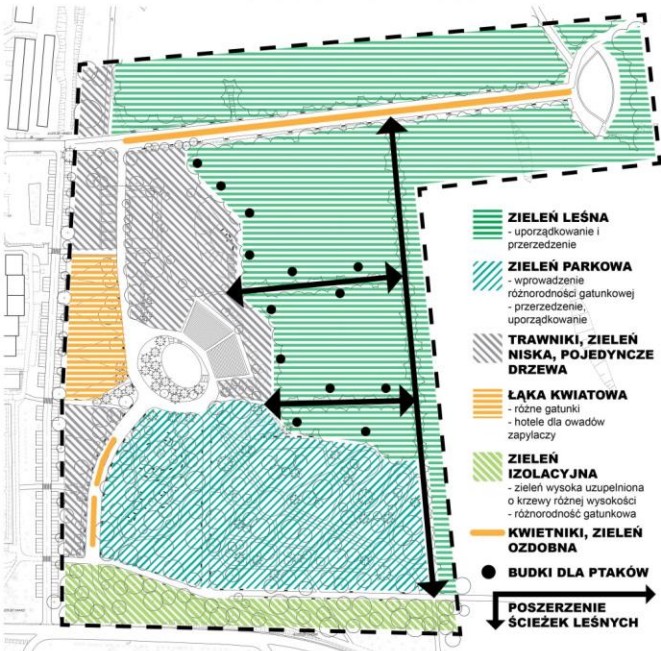 ZIELEŃ LEŚNA
- uporządkowanie i
przerzedzenie
ZIELEŃ PARKOWA
- wprowadzenie
różnorodności gatunkowej
- przerzedzenie,
uporządkowanie
TRAWNIKI, ZIELEŃ
NISKA, POJEDYNCZE
DRZEWA
ŁĄKA KWIATOWA
- różne gatunki
- hotele dla owadów
zapylaczy
ZIELEŃ
IZOLACYJNA
- zieleń wysoka uzupełniona
o krzewy różnej wysokości
- różnorodność gatunkowa
KWIETNIKI, ZIELEŃ
OZDOBNA
BUDKI DLA PTAKÓW
POSZERZENIE
ŚCIEŻEK LEŚNYCH